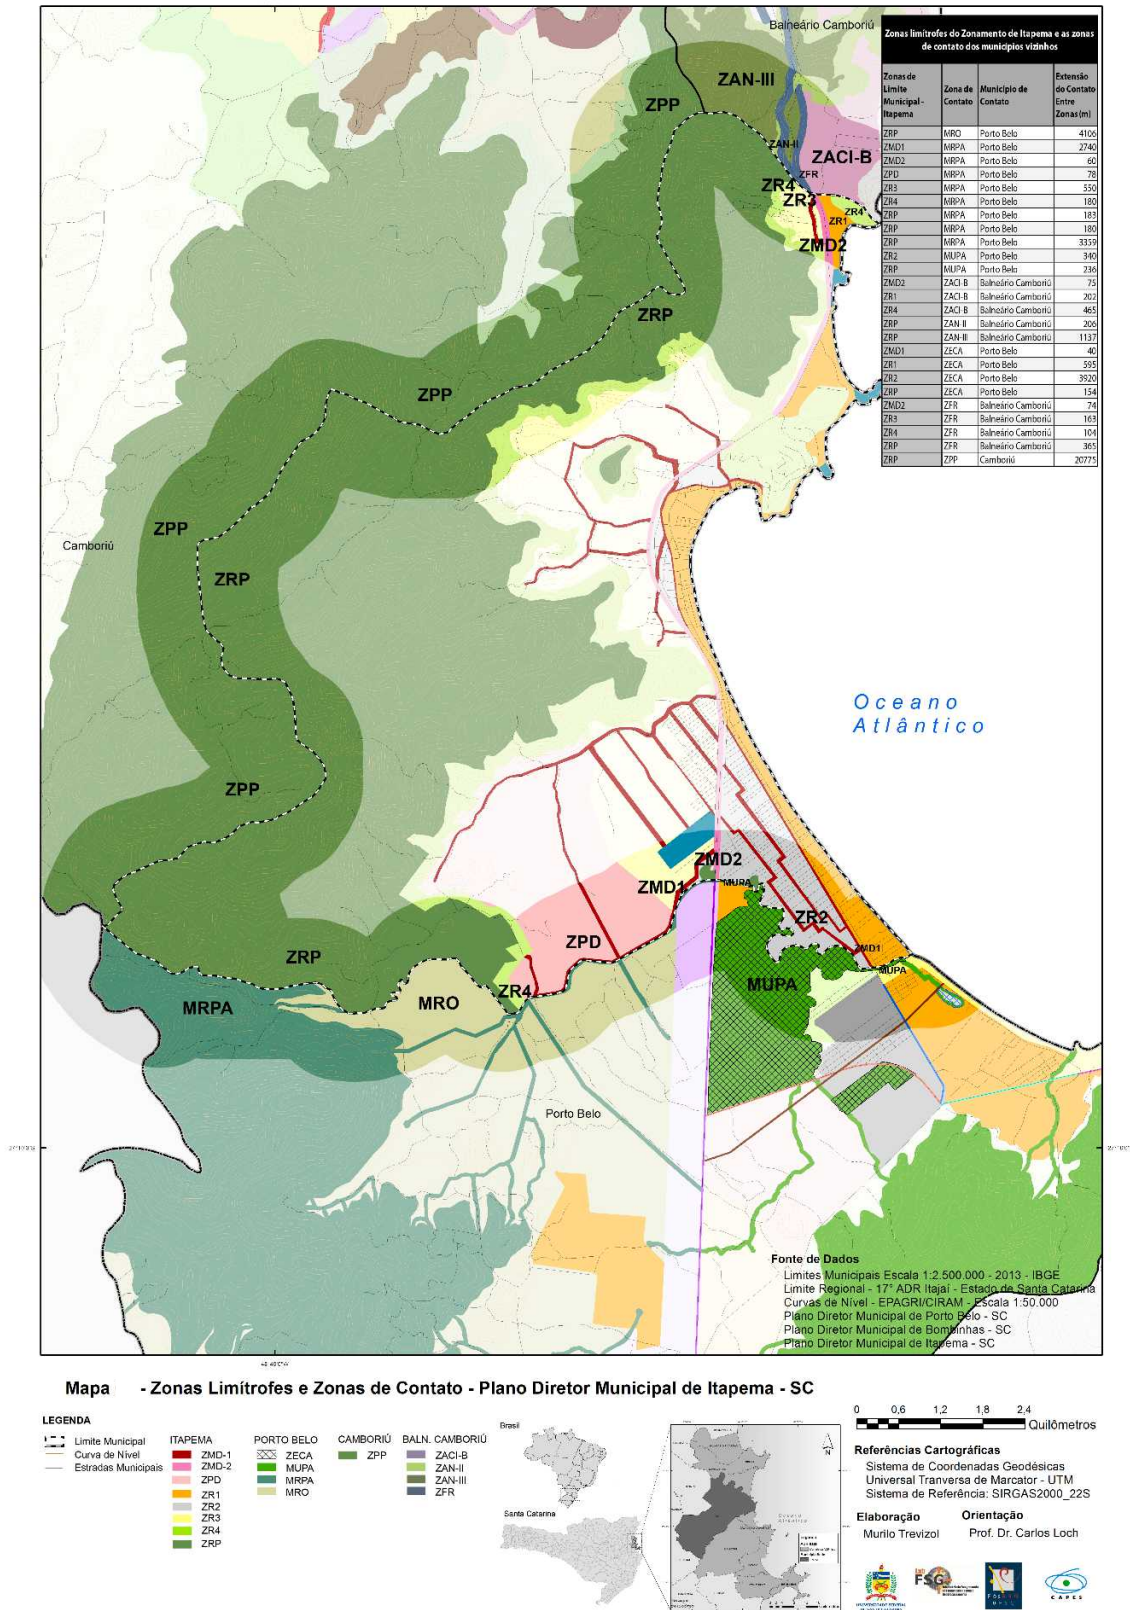 Balneário Camboriú
Zonas limítrofes do Zonamento de Itapema e as zonas
de contato dos municípios vizinhos
Zonas de Limite Municipal - Itapema Zona de Contato Município de Contato Extensão do Contato Entre Zonas (m)
ZRP MRO Porto Belo 4106
ZMD1 MRPA Porto Belo 2740
ZMD2 MRPA Porto Belo 60
ZPD MRPA Porto Belo 78
ZR3 MRPA Porto Belo 550
ZR4 MRPA Porto Belo 180
ZRP MRPA Porto Belo 183
ZRP MRPA Porto Belo 180
ZRP MRPA Porto Belo 3359
ZR2 MUPA Porto Belo 340
ZRP MUPA Porto Belo 236
ZMD2 ZACI-B Balneário Camboriú 75
ZR1 ZACI-B Balneário Camboriú 202
ZR4 ZACI-B Balneário Camboriú 465
ZRP ZAN-II Balneário Camboriú 206
ZRP ZAN-III Balneário Camboriú 1137
ZMD1 ZECA Porto Belo 40
ZR1 ZECA Porto Belo 595
ZR2 ZECA Porto Belo 3920
ZRP ZECA Porto Belo 154
ZMD2 ZFR Balneário Camboriú 74
ZR3 ZFR Balneário Camboriú 163
ZR4 ZFR Balneário Camboriú 104
ZRP ZFR Balneário Camboriú 365
ZRP ZPP Camboriú 20775
ZAN-III
ZPP
ZAN-II
ZACI-B
ZFR
ZR4
ZR3
ZR4
ZR1
ZMD2
ZRP
ZPP
ZPP
Camboriú
ZRP
Oceano
Atlântico
ZPP
ZMD2
ZMD1
MUPA
ZR2
ZPD
ZMD1
ZRP
MUPA
MUPA
ZR4
MRO
MRPA
Porto Belo
Fonte de Dados
Limites Municipais Escala 1:2.500.000 - 2013 - IBGE
Limite Regional - 17° ADR Itajaí - Estado de Santa Catarina
Curvas de Nível - EPAGRI/CIRAM - Escala 1:50.000
Plano Diretor Municipal de Porto Belo - SC
Plano Diretor Municipal de Bombinhas - SC
Plano Diretor Municipal de Itapema - SC
Mapa - Zonas Limítrofes e Zonas de Contato - Plano Diretor Municipal de Itapema - SC
LEGENDA
Limite Municipal
Curva de Nível
Estradas Municipais
ITAPEMA
ZMD-1
ZMD-2
ZPD
ZR1
ZR2
ZR3
ZR4
ZRP
PORTO BELO
ZECA
MUPA
MRPA
MRO
CAMBORIÚ
ZPP
BALN. CAMBORIÚ
ZACI-B
ZAN-II
ZAN-III
ZFR
Brasil
Santa Catarina
N
0 0,6 1,2 1,8 2,4
Quilômetros
Referências Cartográficas
Sistema de Coordenadas Geodésicas
Universal Tranversa de Marcator - UTM
Sistema de Referência: SIRGAS2000_22S
Elaboração
Murilo Trevizol
Orientação
Prof. Dr. Carlos Loch
FSG
CAPES